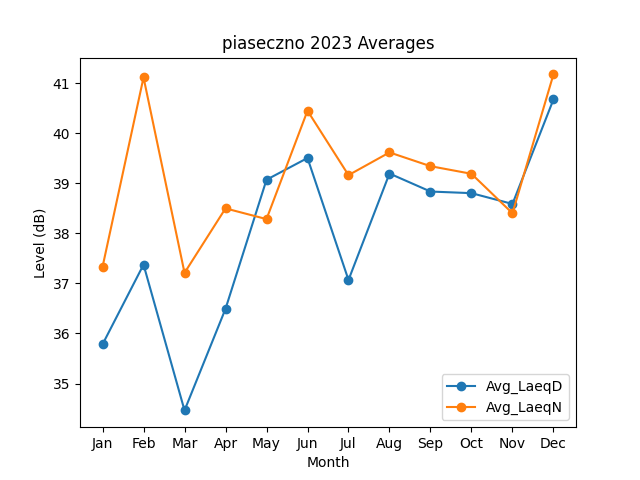 piaseczno 2023 Averages
41
40
39
38
37
36
35
Level (dB)
Avg_LaeqD
Avg_LaeqN
Jan Feb Mar Apr May Jun Jul Aug Sep Oct Nov Dec
Month